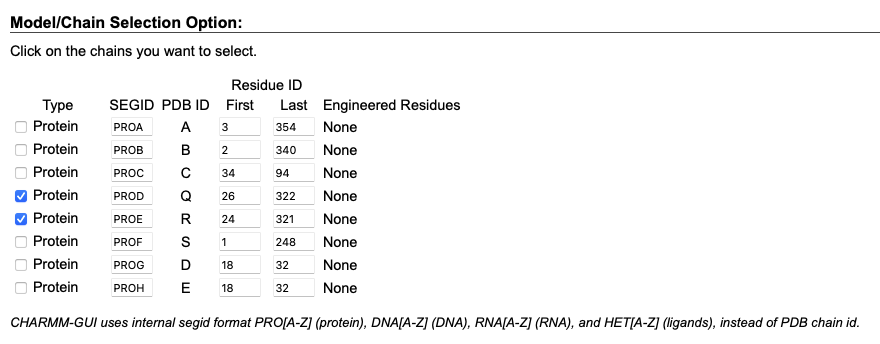 Model/Chain Selection Option:
Click on the chains you want to select.
Residue ID
Type SEGID PDB ID First Last Engineered Residues
Protein PROA A 3 354 None
Protein PROB B 2 340 None
Protein PROC C 34 94 None
Protein PROD Q 26 322 None
Protein PROE R 24 321 None
Protein PROF S 1 248 None
Protein PROG D 18 32 None
Protein PROH E 18 32 None
CHARMM-GUI uses internal segid format PRO[A-Z] (protein), DNA[A-Z] (DNA), RNA[A-Z] (RNA), and HET[A-Z] (ligands), instead of PDB chain id.